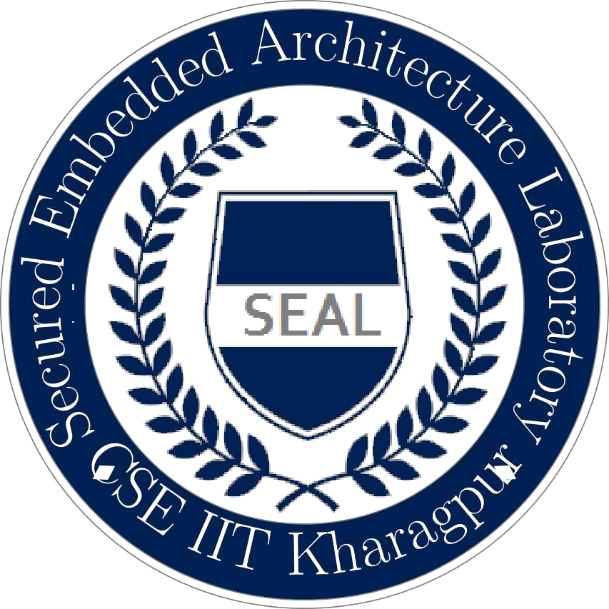 Secured Embedded Architecture Laboratory
SEAL
CSE IIT Kharagpur